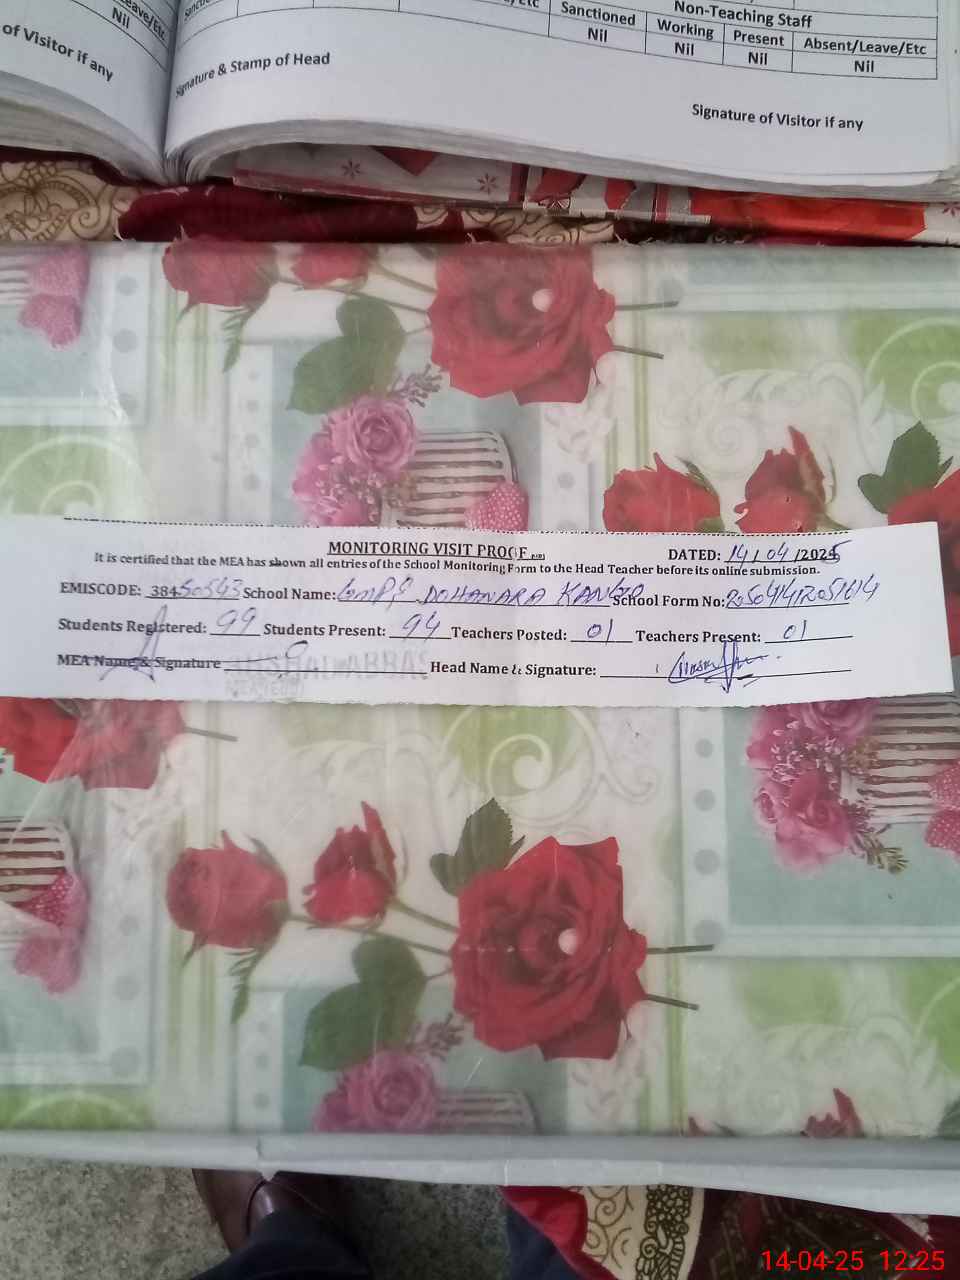 Nil
of Visitor if any
Signature & Stamp of Head
Sanctioned
Nil
Non-Teaching Staff
Working Present Absent/Leave/Etc
Nil Nil Nil
Signature of Visitor if any
MONITORING VISIT PROOF
DATED: 14/04/2025
It is certified that the MEA has shown all entries of the School Monitoring Form to the Head Teacher before its online submission.
EMISCODE: 38450543 School Name: GMPS DOHANARA School Form No:
Students Registered: 99 Students Present: 94 Teachers Posted: 01 Teachers Present: 01
MEA Name & Signature Head Name & Signature:
14-04-25 12:25